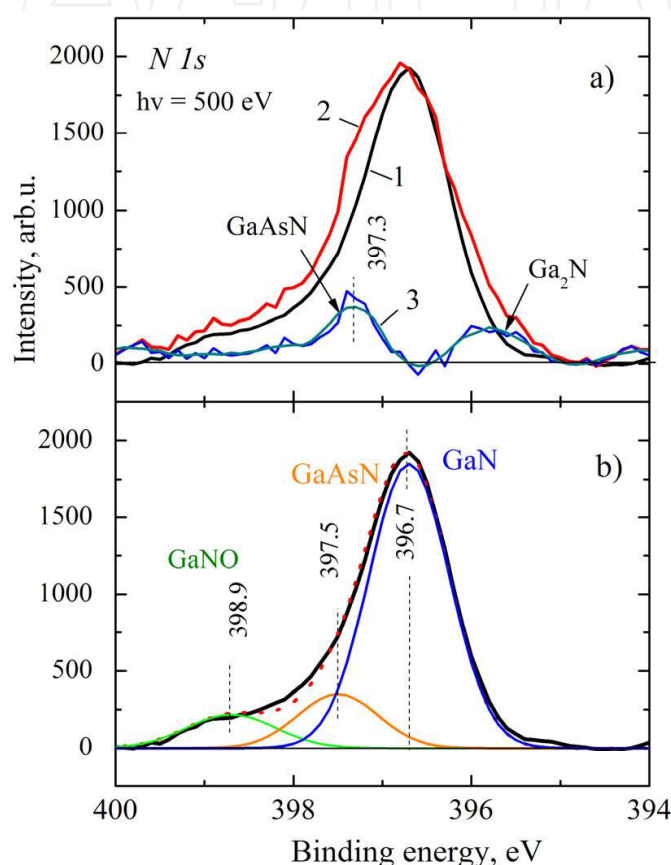 N 1s
hν = 500 eV
a)
2
1
GaAsN
397.3
3
Ga₂N
2000
1500
1000
500
0
Intensity, arb.u.
b)
GaN
GaAsN
GaNO
396.7
397.5
398.9
2000
1500
1000
500
0
400
398
396
394
Binding energy, eV